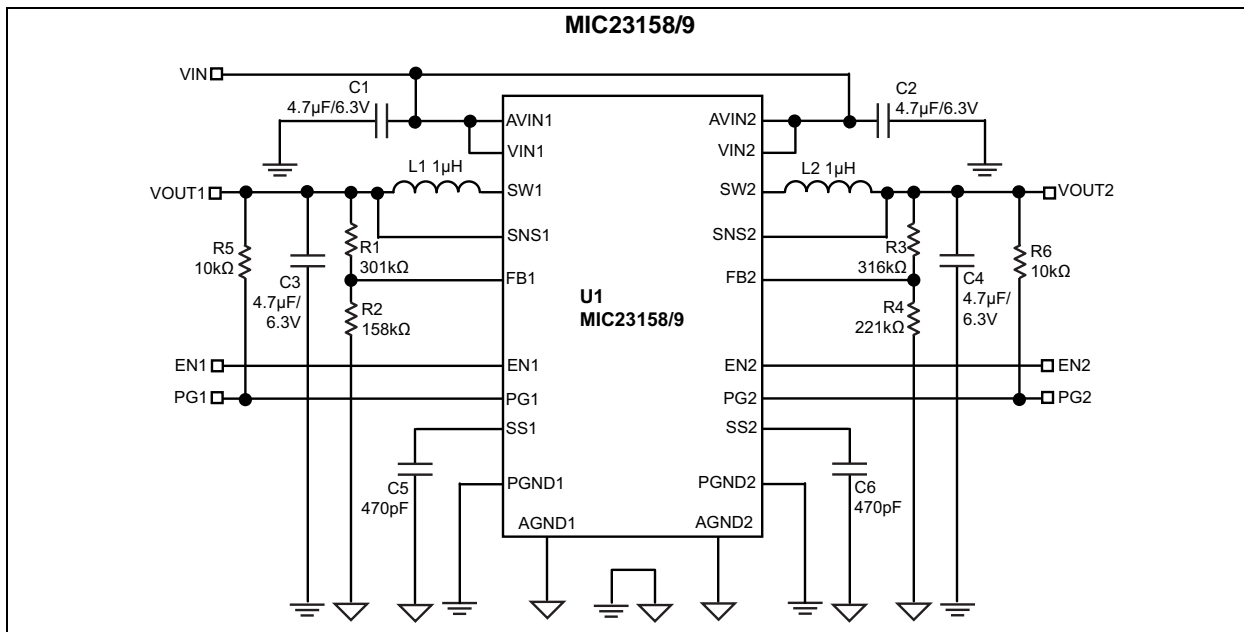 MIC23158/9
VIN
C1
4.7µF/6.3V
C2
4.7µF/6.3V
AVIN1
AVIN2
VIN1
VIN2
L1 1µH
L2 1µH
VOUT1
SW1
SW2
VOUT2
SNS1
SNS2
R5
10kΩ
R1
301kΩ
R3
316kΩ
R6
10kΩ
FB1
FB2
C3
4.7µF/
6.3V
C4
4.7µF/
6.3V
U1
MIC23158/9
R2
158kΩ
R4
221kΩ
EN1
EN1
EN2
EN2
PG1
PG1
PG2
PG2
SS1
SS2
C5
470pF
PGND1
PGND2
C6
470pF
AGND1
AGND2